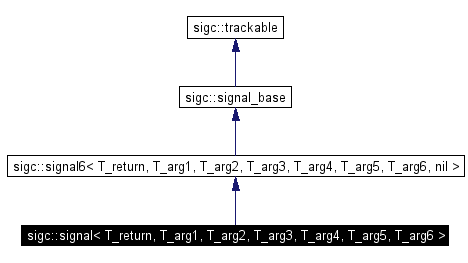 sigc::trackable
sigc::signal_base
sigc::signal6< T_return, T_arg1, T_arg2, T_arg3, T_arg4, T_arg5, T_arg6, nil >
sigc::signal< T_return, T_arg1, T_arg2, T_arg3, T_arg4, T_arg5, T_arg6 >